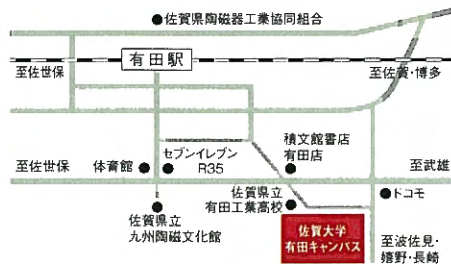 佐賀県陶磁器工業協同組合
有田駅
至佐世保
至佐賀・博多
セブンイレブン
R35
積文館書店
有田店
至佐世保
体育館
至武雄
佐賀県立
九州陶磁文化館
佐賀県立
有田工業高校
ドコモ
佐賀大学
有田キャンパス
至波佐見・
嬉野・長崎